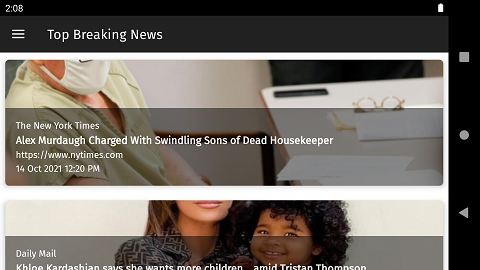 2:08
Top Breaking News
The New York Times
Alex Murdaugh Charged With Swindling Sons of Dead Housekeeper
https://www.nytimes.com
14 Oct 2021 12:20 PM
Daily Mail
Khloe Kardashian says she wants more children... amid Tristan Thompson